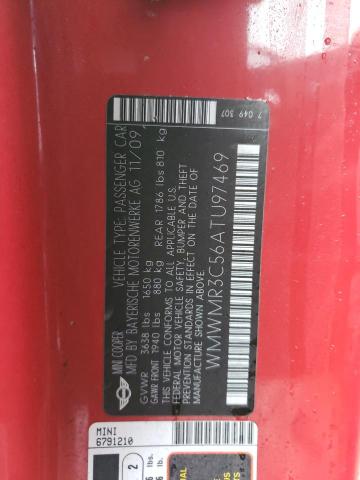 7 049 307
MINI COOPER
VEHICLE TYPE: PASSENGER CAR
MFD BY BAYERISCHE MOTORENWERKE AG 11/09
GVWR 3638 lbs 1650 kg
GAWR FRONT 1940 lbs 880 kg REAR 1786 lbs 810 kg
THIS VEHICLE CONFORMS TO ALL APPLICABLE
FEDERAL MOTOR VEHICLE SAFETY, BUMPER AND THEFT
PREVENTION STANDARDS IN EFFECT ON THE DATE OF
MANUFACTURE SHOWN ABOVE.
WMWMR3C56ATU97469
MINI
6791210
2
lbs.
lbs.